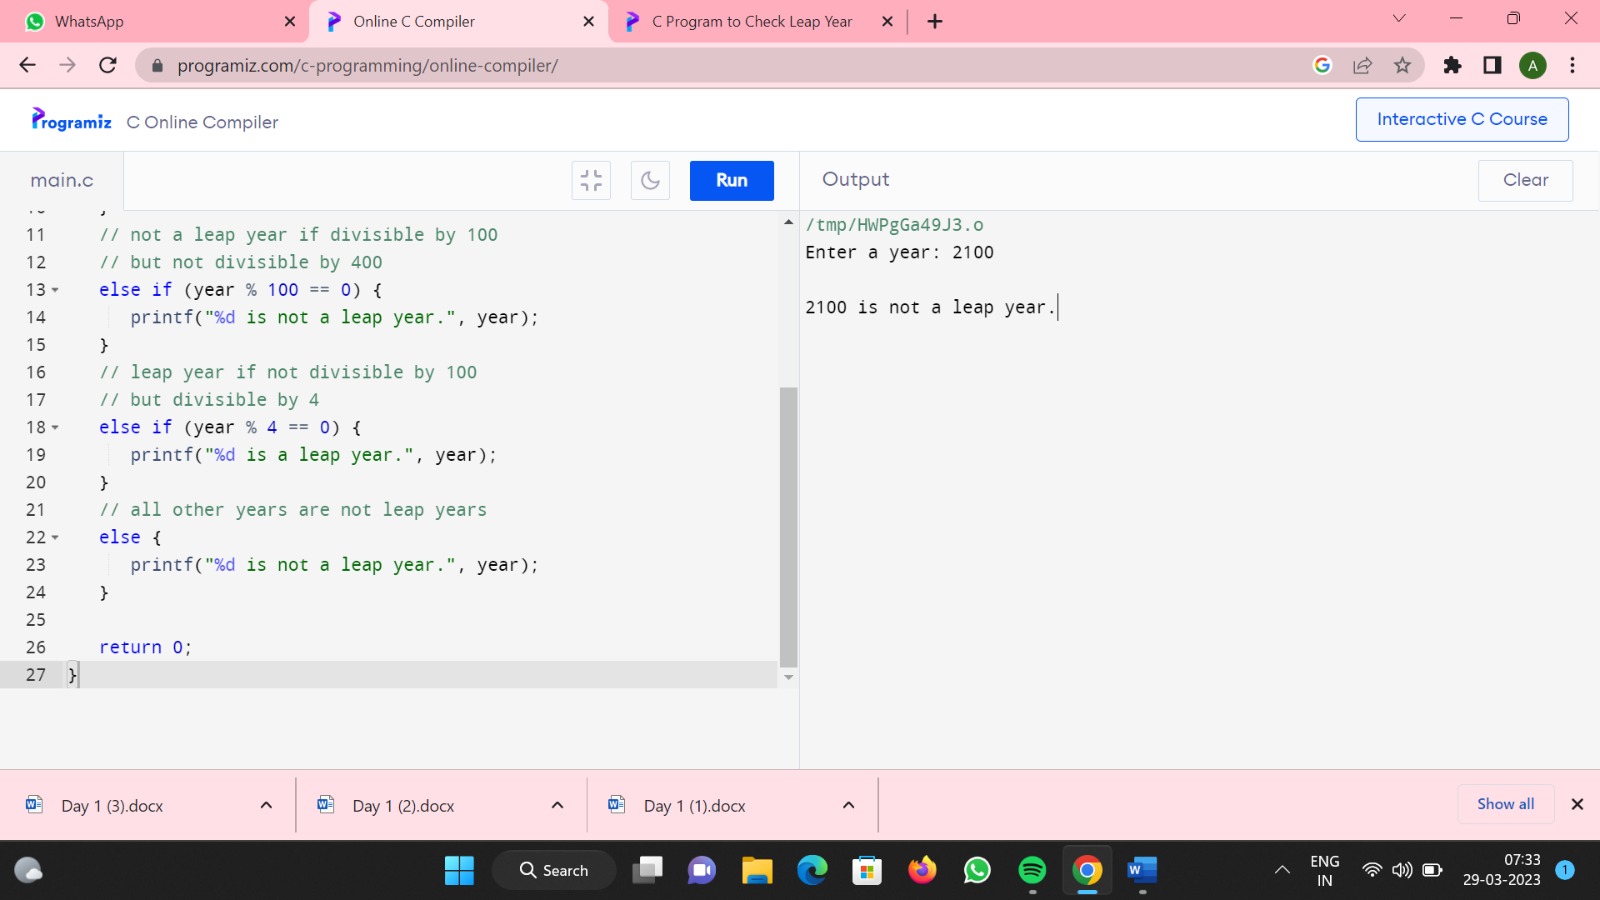 WhatsApp
Online C Compiler
C Program to Check Leap Year
programiz.com/c-programming/online-compiler/
A
Programiz C Online Compiler
Interactive C Course
main.c
Run
Output
Clear
11 // not a leap year if divisible by 100
12 // but not divisible by 400
13 else if (year % 100 == 0) {
14 printf("%d is not a leap year.", year);
15 }
16 // leap year if not divisible by 100
17 // but divisible by 4
18 else if (year % 4 == 0) {
19 printf("%d is a leap year.", year);
20 }
21 // all other years are not leap years
22 else {
23 printf("%d is not a leap year.", year);
24 }
25
26 return 0;
27 }
/tmp/HWPgGa49J3.o
Enter a year: 2100
2100 is not a leap year.
Day 1 (3).docx
Day 1 (2).docx
Day 1 (1).docx
Show all
Search
ENG
IN
07:33
29-03-2023
1